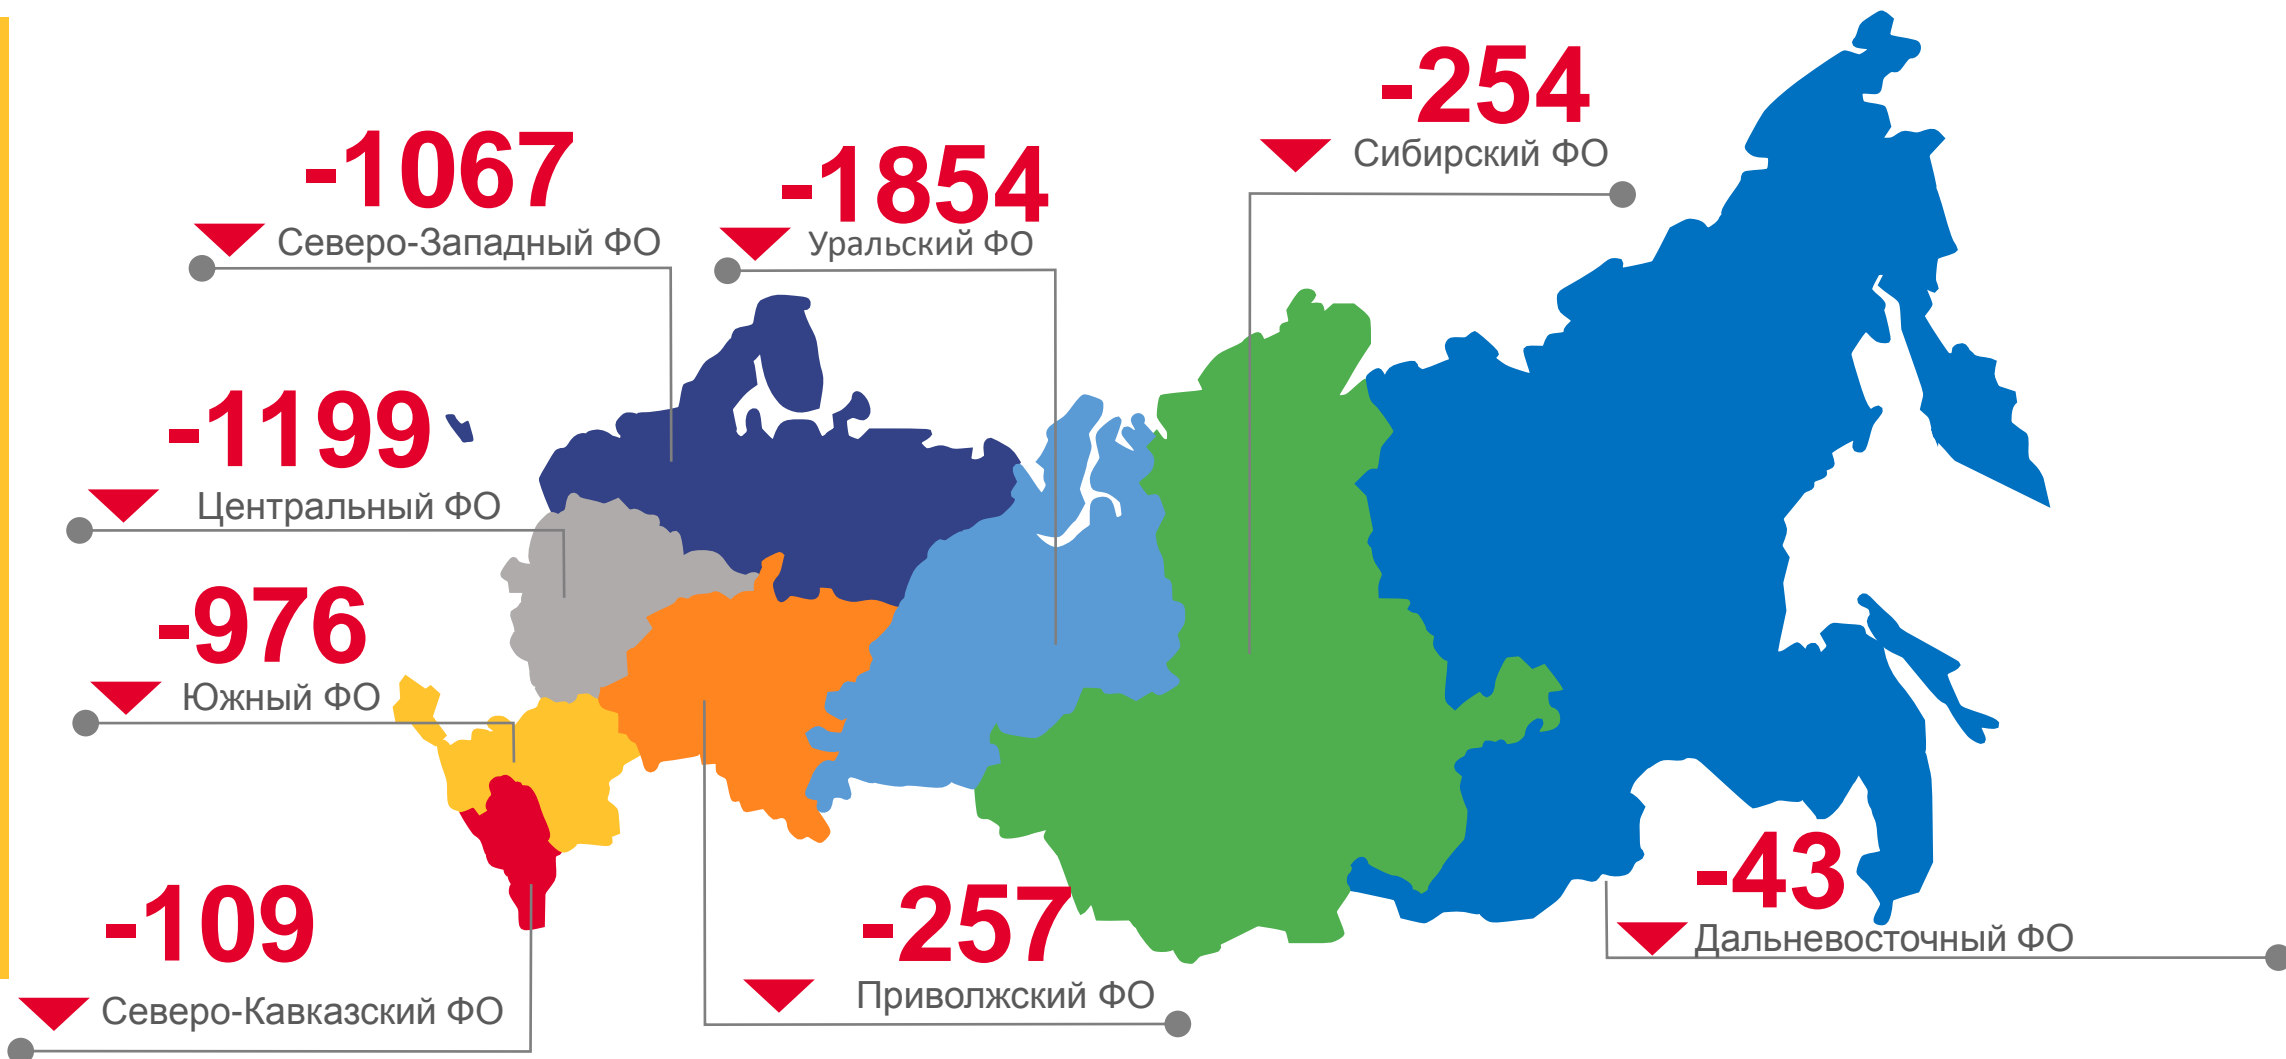 -254
Сибирский ФО
-1067
Северо-Западный ФО
-1854
Уральский ФО
-1199
Центральный ФО
-976
Южный ФО
-43
Дальневосточный ФО
-109
Северо-Кавказский ФО
-257
Приволжский ФО